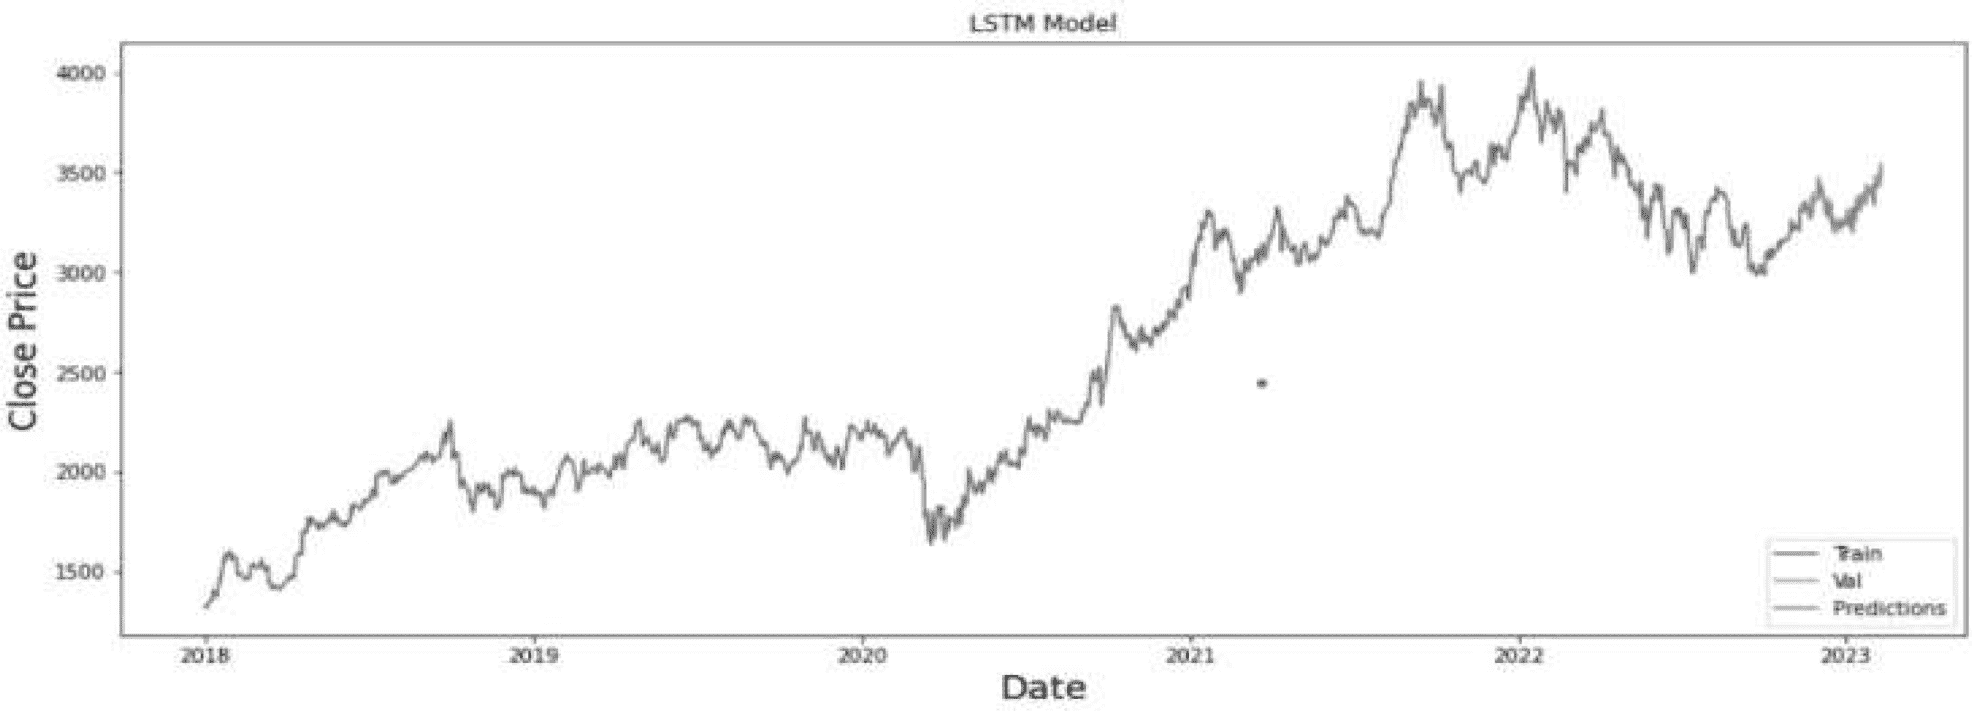 LSTM Model
4000
3500
3000
2500
2000
1500
Close Price
Train
Val
Predictions
2018 2019 2020 2021 2022 2023
Date